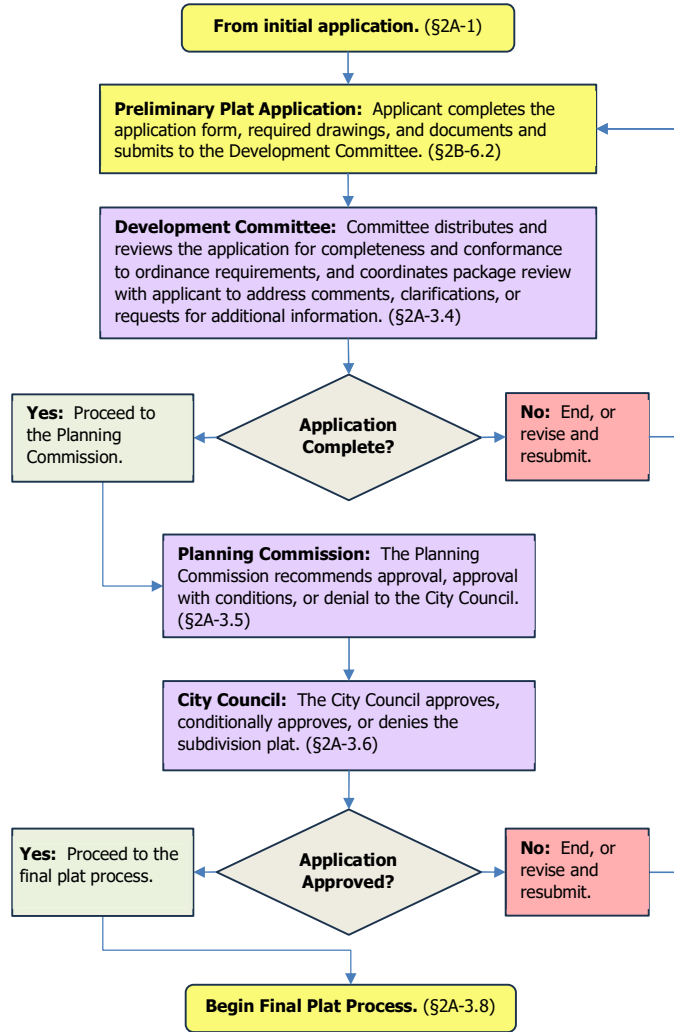 From initial application. (§2A-1)
Preliminary Plat Application: Applicant completes the
application form, required drawings, and documents and
submits to the Development Committee. (§2B-6.2)
Development Committee: Committee distributes and
reviews the application for completeness and conformance
to ordinance requirements, and coordinates package review
with applicant to address comments, clarifications, or
requests for additional information. (§2A-3.4)
Application
Complete?
Yes: Proceed to
the Planning
Commission.
No: End, or
revise and
resubmit.
Planning Commission: The Planning
Commission recommends approval, approval
with conditions, or denial to the City Council.
(§2A-3.5)
City Council: The City Council approves,
conditionally approves, or denies the
subdivision plat. (§2A-3.6)
Application
Approved?
Yes: Proceed to the
final plat process.
No: End, or
revise and
resubmit.
Begin Final Plat Process. (§2A-3.8)